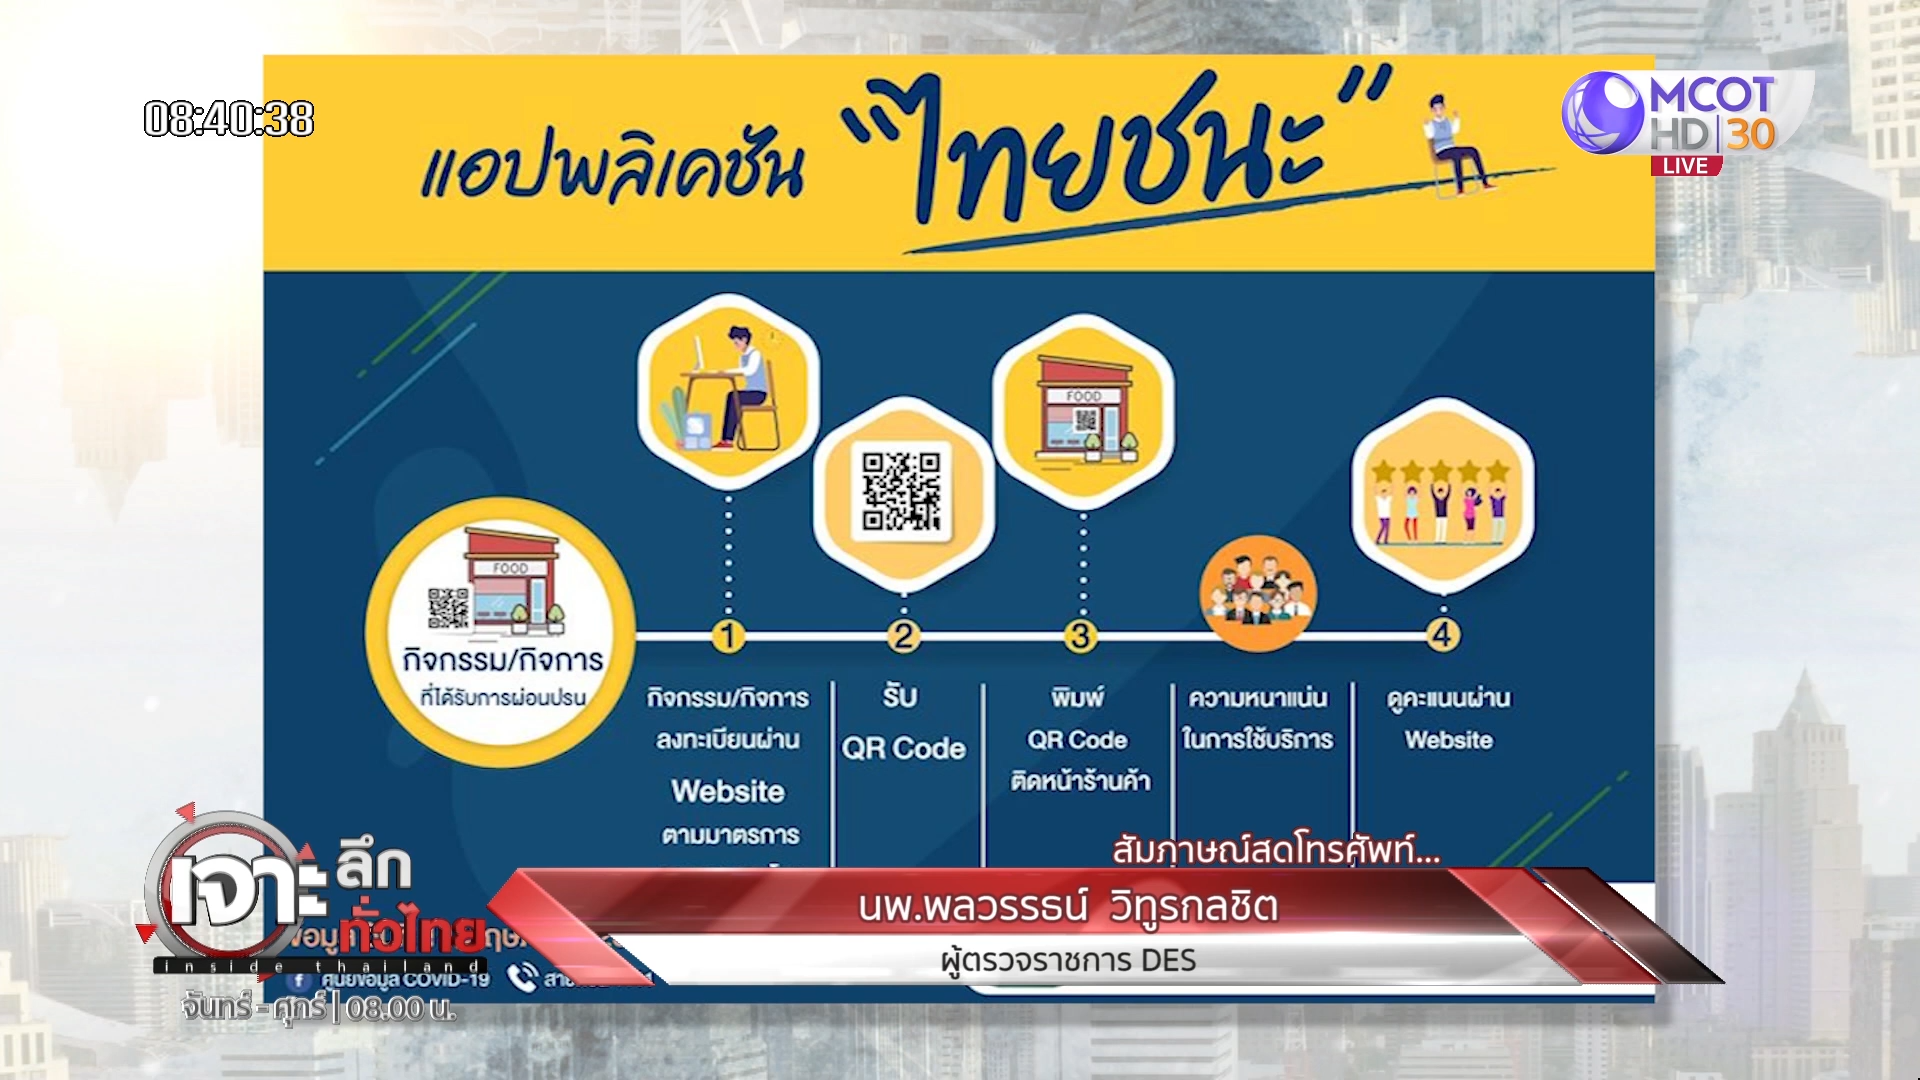 08:40:38
แอปพลิเคชัน "ไทยชนะ"
MCOT
HD 30
LIVE
FOOD
FOOD
กิจกรรม/กิจการ
ที่ได้รับการผ่อนปรน
1
2
3
4
กิจกรรม/กิจการ
ลงทะเบียนผ่าน
Website
ตามมาตรการ
รับ
QR Code
พิมพ์
QR Code
ติดหน้าร้านค้า
ความหนาแน่น
ในการใช้บริการ
ดูคะแนนผ่าน
Website
สัมภาษณ์สดโทรศัพท์...
นพ.พลวรรธน์ วิทูรกลชิต
ผู้ตรวจราชการ DES
เจาะลึก
ทั่วไทย
inside thailand
ศูนย์ข้อมูล COVID-19
จันทร์ - ศุกร์ | 08.00 น.